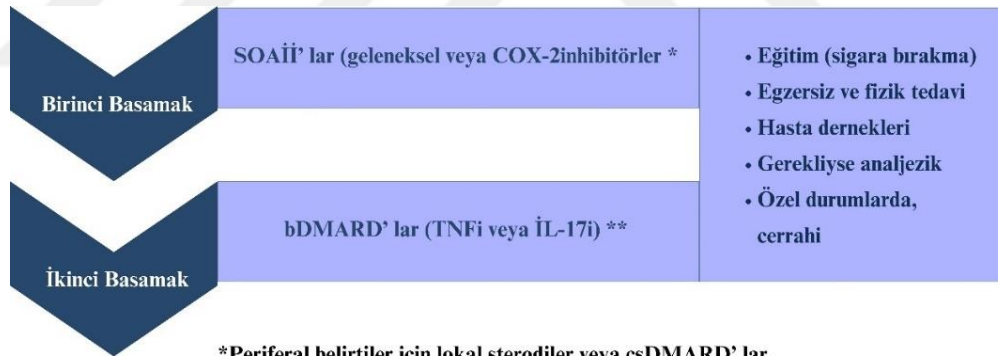 SOAİİ’ lar (geleneksel veya COX-2inhibitörler *
Birinci Basamak
bDMARD’ lar (TNFi veya İL-17i) **
İkinci Basamak
• Eğitim (sigara bırakma)
• Egzersiz ve fizik tedavi
• Hasta dernekleri
• Gerekliyse analjezik
• Özel durumlarda,
cerrahi
*Periferal belirtiler için lokal sterodiler veya csDMARD’ lar